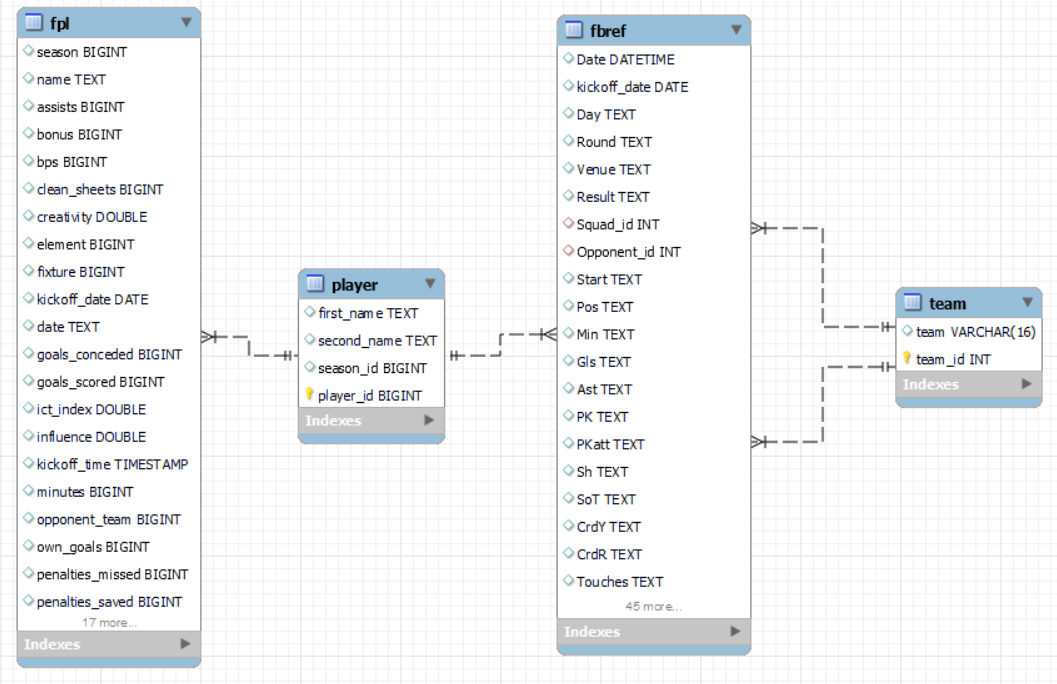 fpl
season BIGINT
name TEXT
assists BIGINT
bonus BIGINT
bps BIGINT
clean_sheets BIGINT
creativity DOUBLE
element BIGINT
fixture BIGINT
kickoff_date DATE
date TEXT
goals_conceded BIGINT
goals_scored BIGINT
ict_index DOUBLE
influence DOUBLE
kickoff_time TIMESTAMP
minutes BIGINT
opponent_team BIGINT
own_goals BIGINT
penalties_missed BIGINT
penalties_saved BIGINT
17 more...
Indexes
player
first_name TEXT
second_name TEXT
season_id BIGINT
player_id BIGINT
Indexes
fbref
Date DATETIME
kickoff_date DATE
Day TEXT
Round TEXT
Venue TEXT
Result TEXT
Squad_id INT
Opponent_id INT
Start TEXT
Pos TEXT
Min TEXT
Gls TEXT
Ast TEXT
PK TEXT
PKatt TEXT
Sh TEXT
SoT TEXT
CrdY TEXT
CrdR TEXT
Touches TEXT
45 more...
Indexes
team
team VARCHAR(16)
team_id INT
Indexes